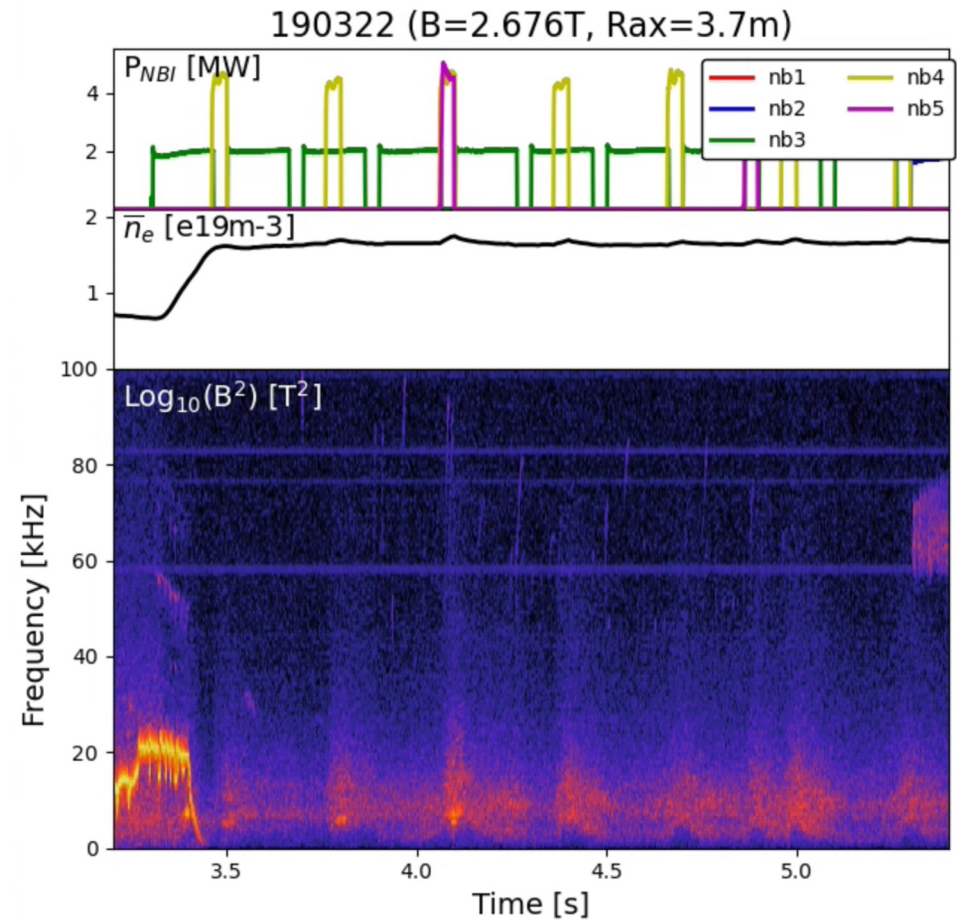 190322 (B=2.676T, Rax=3.7m)
P_NBI [MW]
nb1 nb4
nb2 nb5
nb3
4
2
n̅_e [e19m-3]
2
1
Log₁₀(B²) [T²]
100
80
60
40
20
0
Frequency [kHz]
3.5 4.0 4.5 5.0
Time [s]